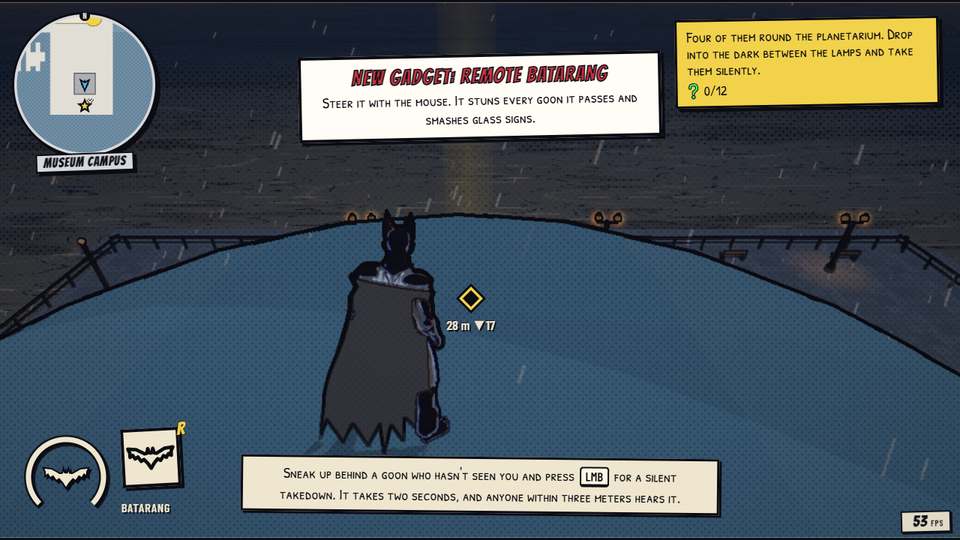 MUSEUM CAMPUS
NEW GADGET: REMOTE BATARANG
STEER IT WITH THE MOUSE. IT STUNS EVERY GOON IT PASSES AND
SMASHES GLASS SIGNS.
FOUR OF THEM ROUND THE PLANETARIUM. DROP
INTO THE DARK BETWEEN THE LAMPS AND TAKE
THEM SILENTLY.
? 0/12
28 m ▼17
R
BATARANG
SNEAK UP BEHIND A GOON WHO HASN'T SEEN YOU AND PRESS LMB FOR A SILENT
TAKEDOWN. IT TAKES TWO SECONDS, AND ANYONE WITHIN THREE METERS HEARS IT.
53 FPS